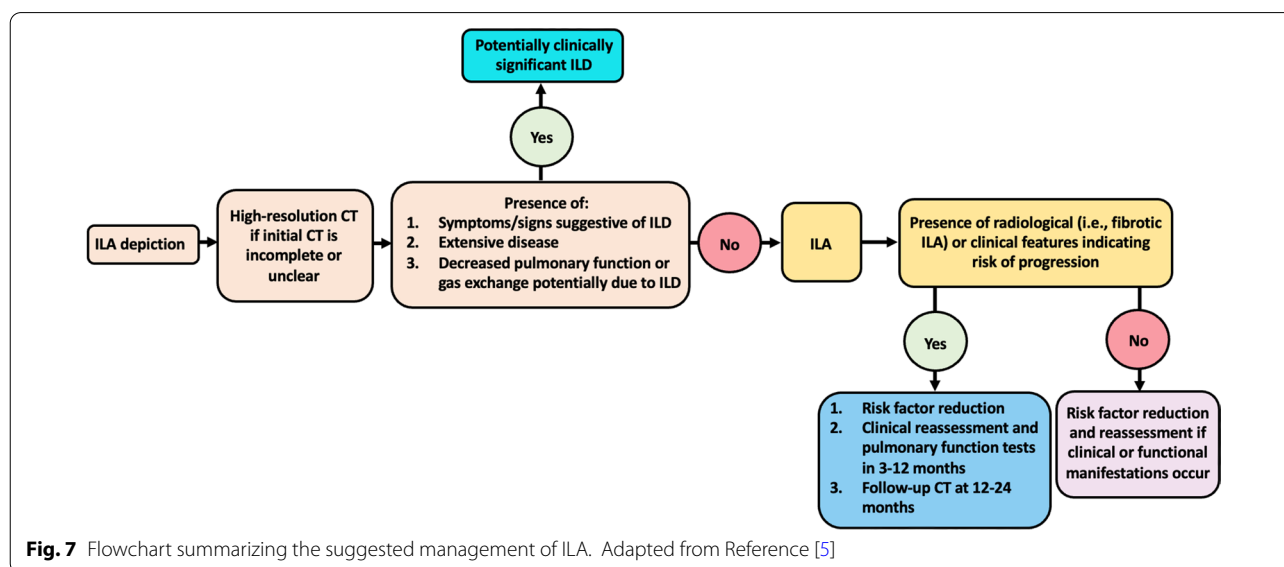 Potentially clinically
significant ILD
Yes
ILA depiction
High-resolution CT
if initial CT is
incomplete or
unclear
Presence of:
1. Symptoms/signs suggestive of ILD
2. Extensive disease
3. Decreased pulmonary function or
gas exchange potentially due to ILD
No
ILA
Presence of radiological (i.e., fibrotic
ILA) or clinical features indicating
risk of progression
Yes
No
1. Risk factor reduction
2. Clinical reassessment and
pulmonary function tests
in 3-12 months
3. Follow-up CT at 12-24
months
Risk factor reduction
and reassessment if
clinical or functional
manifestations occur
Fig. 7 Flowchart summarizing the suggested management of ILA. Adapted from Reference [5]